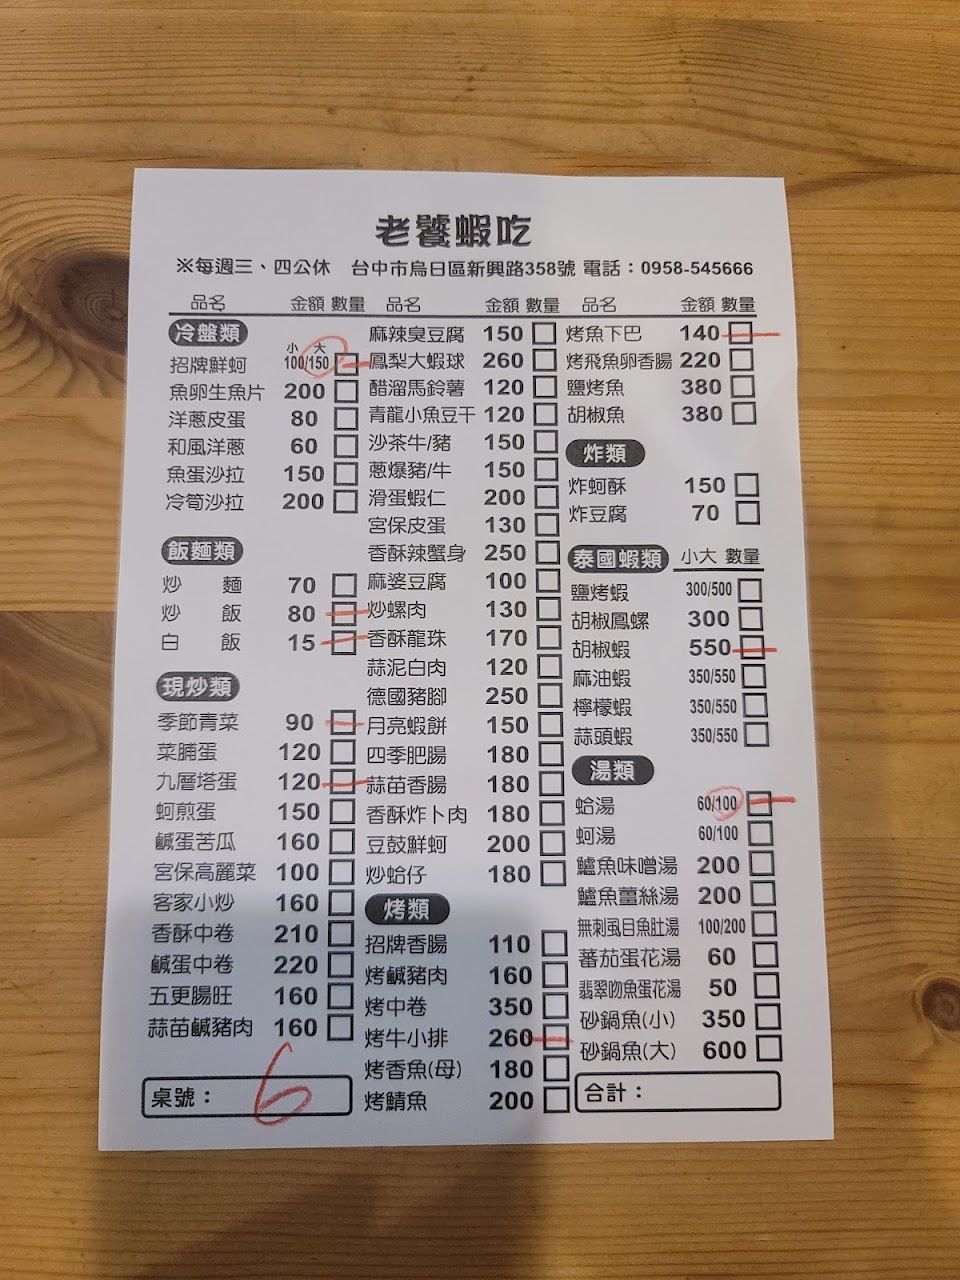 老饕蝦吃
※每週三、四公休 台中市烏日區新興路358號 電話：0958-545666
品名 金額 數量
冷盤類
小 大
招牌鮮蚵 100/150
魚卵生魚片 200
洋蔥皮蛋 80
和風洋蔥 60
魚蛋沙拉 150
冷筍沙拉 200
飯麵類
炒麵 70
炒飯 80
白飯 15
現炒類
季節青菜 90
菜脯蛋 120
九層塔蛋 120
蚵煎蛋 150
鹹蛋苦瓜 160
宮保高麗菜 100
客家小炒 160
香酥中卷 210
鹹蛋中卷 220
五更腸旺 160
蒜苗鹹豬肉 160
桌號： 6
品名 金額 數量
麻辣臭豆腐 150
鳳梨大蝦球 260
醋溜馬鈴薯 120
青龍小魚豆干 120
沙茶牛/豬 150
蔥爆豬/牛 150
滑蛋蝦仁 200
宮保皮蛋 130
香酥辣蟹身 250
麻婆豆腐 100
炒螺肉 130
香酥龍珠 170
蒜泥白肉 120
德國豬腳 250
月亮蝦餅 150
四季肥腸 180
蒜苗香腸 180
香酥炸卜肉 180
豆鼓鮮蚵 200
炒蛤仔 180
烤類
招牌香腸 110
烤鹹豬肉 160
烤中卷 350
烤牛小排 260
烤香魚(母) 180
烤鯖魚 200
品名 金額 數量
烤魚下巴 140
烤飛魚卵香腸 220
鹽烤魚 380
胡椒魚 380
炸類
炸蚵酥 150
炸豆腐 70
泰國蝦類 小 大 數量
鹽烤蝦 300/500
胡椒鳳螺 300
胡椒蝦 550
麻油蝦 350/550
檸檬蝦 350/550
蒜頭蝦 350/550
湯類
蛤湯 60/100
蚵湯 60/100
鱸魚味噌湯 200
鱸魚薑絲湯 200
無刺虱目魚肚湯 100/200
蕃茄蛋花湯 60
翡翠吻魚蛋花湯 50
砂鍋魚(小) 350
砂鍋魚(大) 600
合計：